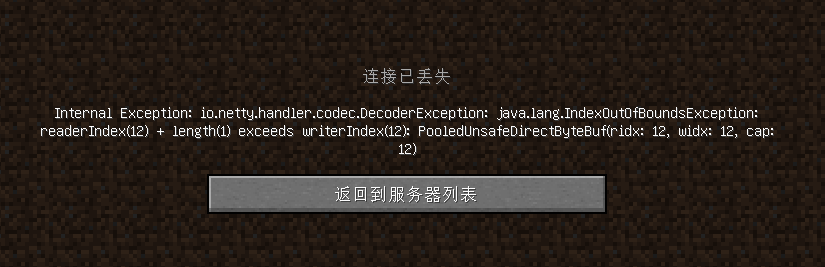 连接已丢失
Internal Exception: io.netty.handler.codec.DecoderException: java.lang.IndexOutOfBoundsException:
readerIndex(12) + length(1) exceeds writerIndex(12): PooledUnsafeDirectByteBuf(ridx: 12, widx: 12, cap:
12)
返回到服务器列表